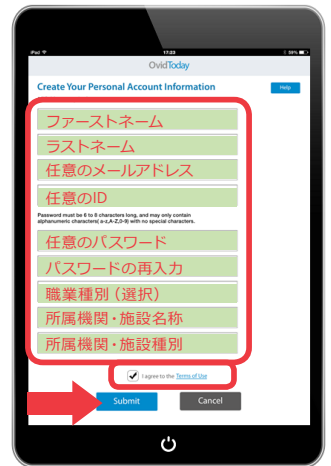 iPad
17:23
59%
OvidToday
Create Your Personal Account Information
Help
ファーストネーム
ラストネーム
任意のメールアドレス
任意のID
Password must be 6 to 8 characters long, and may only contain
alphanumeric characters( a-z,A-Z,0-9) with no special characters.
任意のパスワード
パスワードの再入力
職業種別（選択）
所属機関・施設名称
所属機関・施設種別
I agree to the Terms of Use
Submit
Cancel